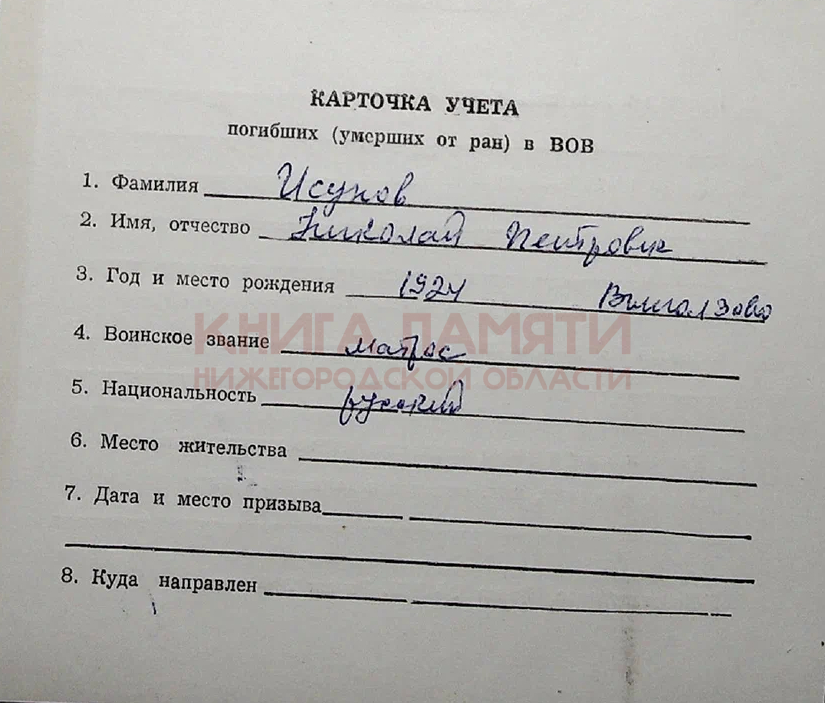 КАРТОЧКА УЧЕТА
погибших (умерших от ран) в ВОВ
1. Фамилия Исупов
2. Имя, отчество Николай Петрович
3. Год и место рождения 1924
4. Воинское звание матрос
КНИГА ПАМЯТИ
НИЖЕГОРОДСКОЙ ОБЛАСТИ
5. Национальность русский
6. Место жительства
7. Дата и место призыва
8. Куда направлен